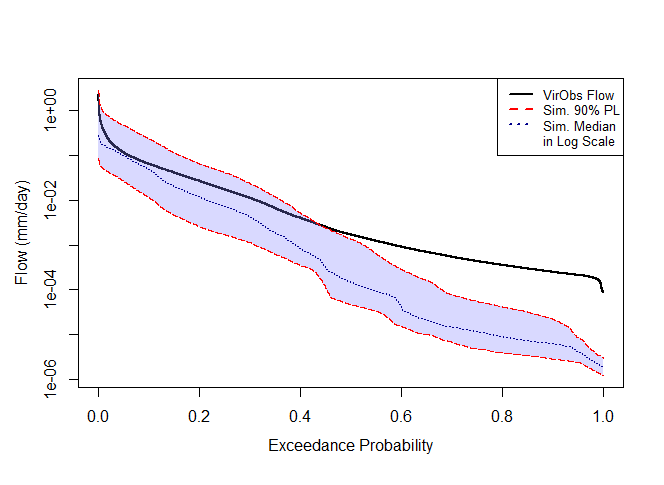 VirObs Flow
Sim. 90% PL
Sim. Median
in Log Scale
Flow (mm/day)
1e+00
1e-02
1e-04
1e-06
0.0 0.2 0.4 0.6 0.8 1.0
Exceedance Probability